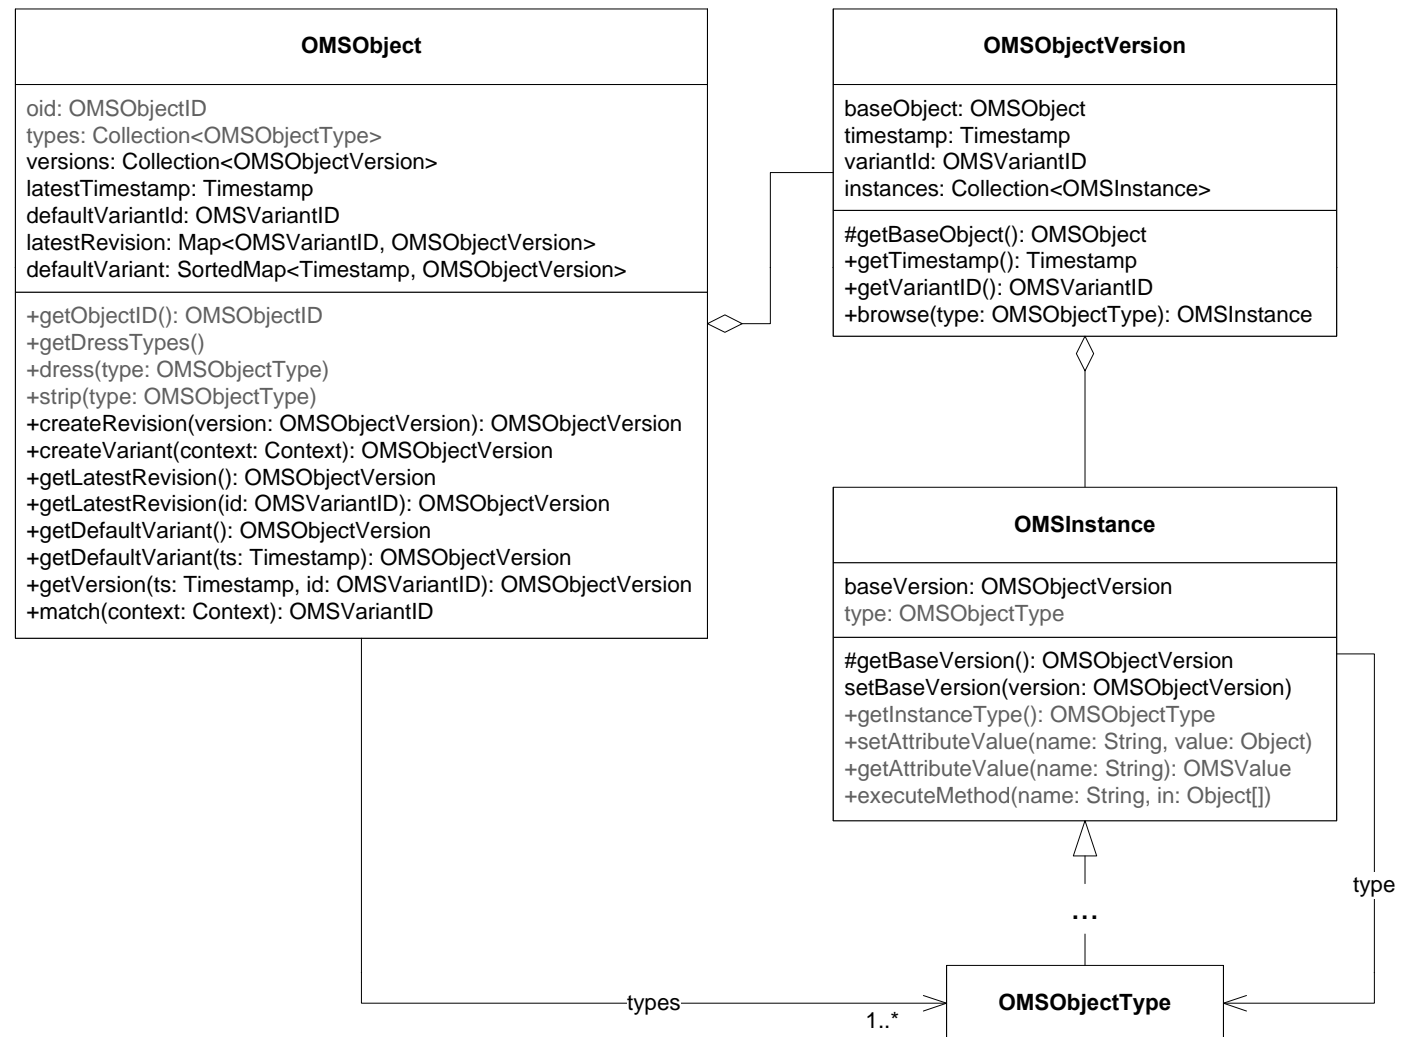 OMSObject
oid: OMSObjectID
types: Collection<OMSObjectType>
versions: Collection<OMSObjectVersion>
latestTimestamp: Timestamp
defaultVariantId: OMSVariantID
latestRevision: Map<OMSVariantID, OMSObjectVersion>
defaultVariant: SortedMap<Timestamp, OMSObjectVersion>
+getObjectID(): OMSObjectID
+getDressTypes()
+dress(type: OMSObjectType)
+strip(type: OMSObjectType)
+createRevision(version: OMSObjectVersion): OMSObjectVersion
+createVariant(context: Context): OMSObjectVersion
+getLatestRevision(): OMSObjectVersion
+getLatestRevision(id: OMSVariantID): OMSObjectVersion
+getDefaultVariant(): OMSObjectVersion
+getDefaultVariant(ts: Timestamp): OMSObjectVersion
+getVersion(ts: Timestamp, id: OMSVariantID): OMSObjectVersion
+match(context: Context): OMSVariantID
OMSObjectVersion
baseObject: OMSObject
timestamp: Timestamp
variantId: OMSVariantID
instances: Collection<OMSInstance>
#getBaseObject(): OMSObject
+getTimestamp(): Timestamp
+getVariantID(): OMSVariantID
+browse(type: OMSObjectType): OMSInstance
OMSInstance
baseVersion: OMSObjectVersion
type: OMSObjectType
#getBaseVersion(): OMSObjectVersion
setBaseVersion(version: OMSObjectVersion)
+getInstanceType(): OMSObjectType
+setAttributeValue(name: String, value: Object)
+getAttributeValue(name: String): OMSValue
+executeMethod(name: String, in: Object[])
type
...
types
1..*
OMSObjectType